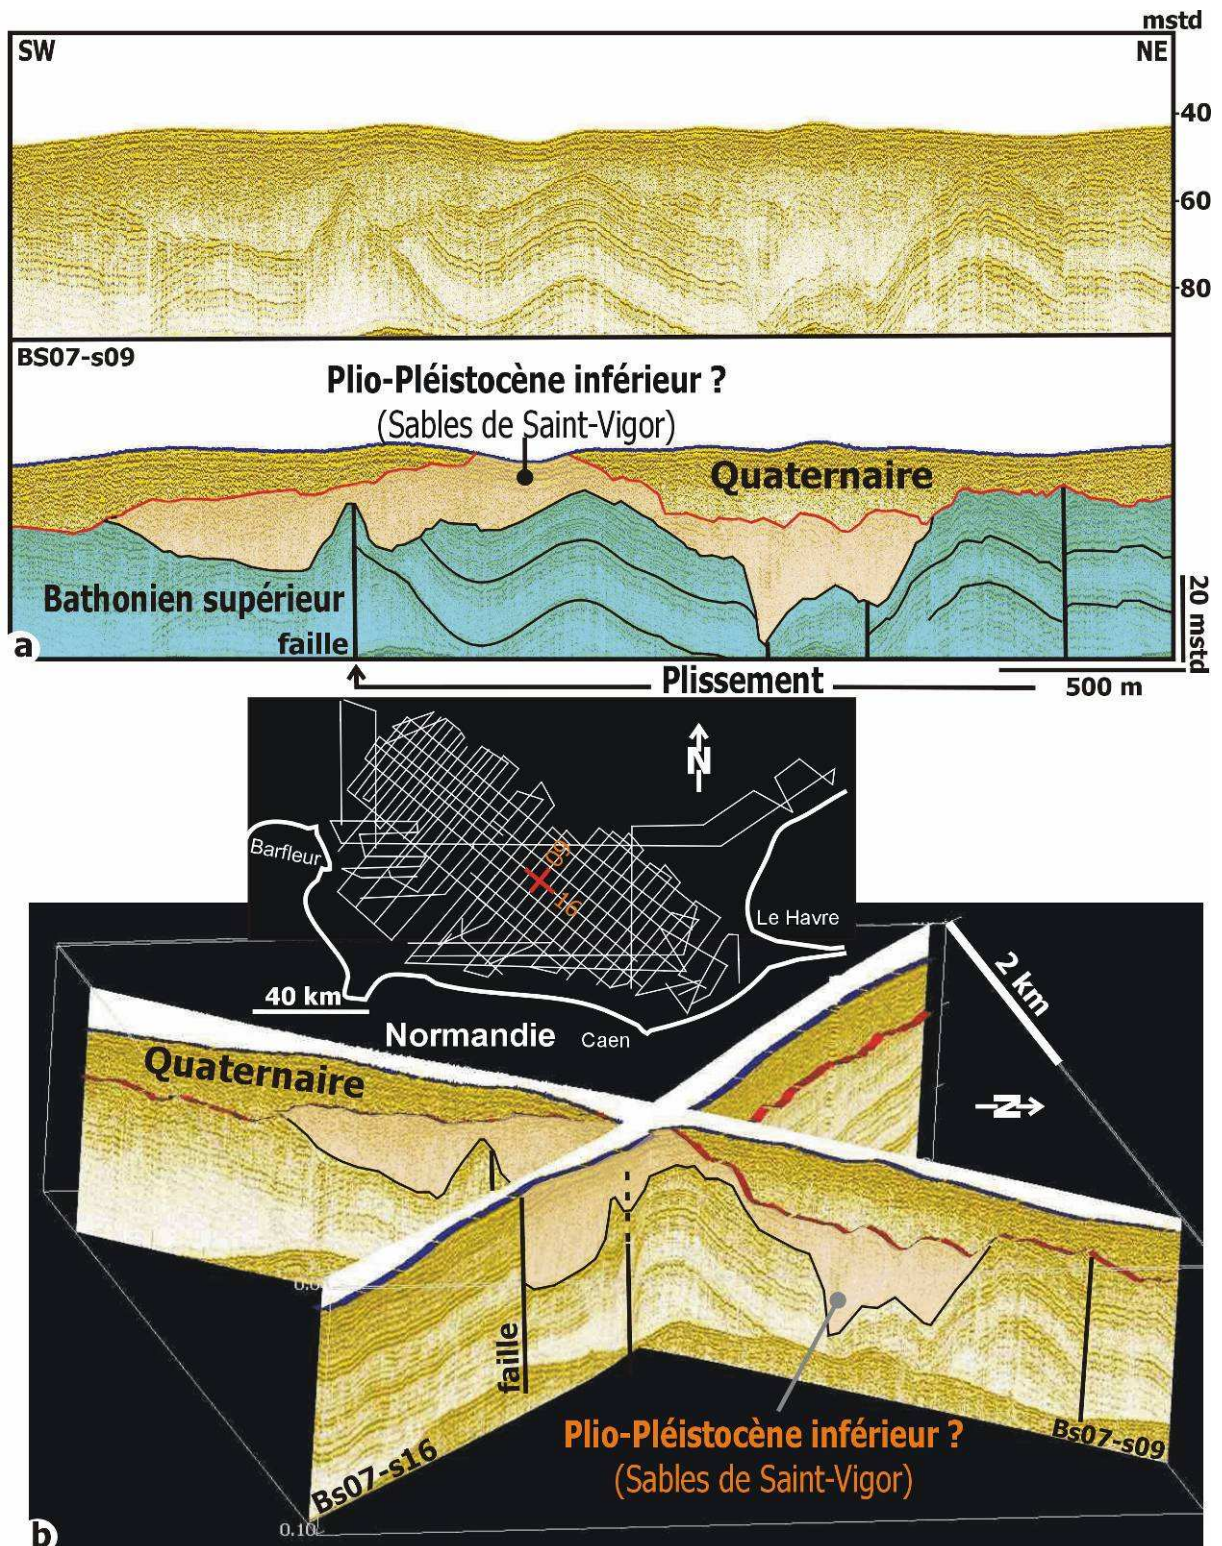 mstd
SW
NE
40
60
80
BS07-s09
Plio-Pléistocène inférieur ?
(Sables de Saint-Vigor)
Quaternaire
Bathonien supérieur
faille
a
20 mstd
Plissement
500 m
N
Barfleur
09
16
Le Havre
40 km
Normandie
Caen
2 km
Quaternaire
N
faille
Bs07-s16
Plio-Pléistocène inférieur ?
(Sables de Saint-Vigor)
Bs07-s09
0.10
b